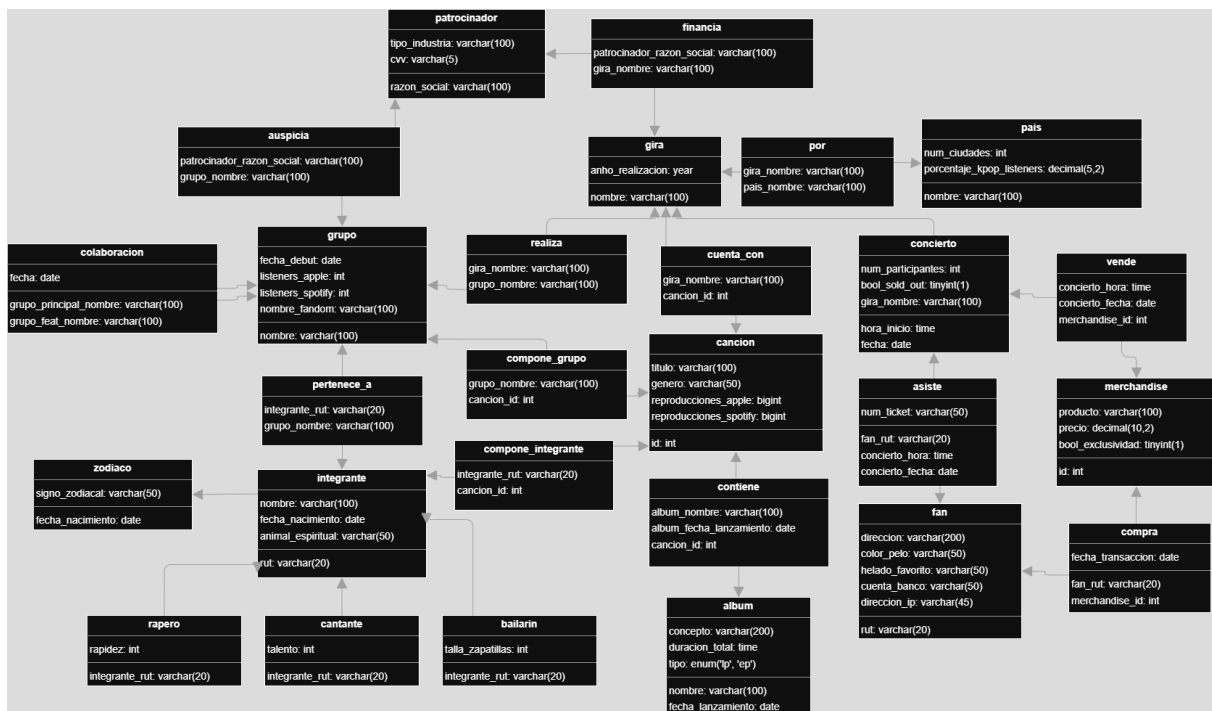 patrocinador
tipo_industria: varchar(100)
cvv: varchar(5)
razon_social: varchar(100)
financia
patrocinador_razon_social: varchar(100)
gira_nombre: varchar(100)
auspicia
patrocinador_razon_social: varchar(100)
grupo_nombre: varchar(100)
gira
anho_realizacion: year
nombre: varchar(100)
por
gira_nombre: varchar(100)
pais_nombre: varchar(100)
pais
num_ciudades: int
porcentaje_kpop_listeners: decimal(5,2)
nombre: varchar(100)
colaboracion
fecha: date
grupo_principal_nombre: varchar(100)
grupo_feat_nombre: varchar(100)
grupo
fecha_debut: date
listeners_apple: int
listeners_spotify: int
nombre_fandom: varchar(100)
nombre: varchar(100)
realiza
gira_nombre: varchar(100)
grupo_nombre: varchar(100)
cuenta_con
gira_nombre: varchar(100)
cancion_id: int
concierto
num_participantes: int
bool_sold_out: tinyint(1)
gira_nombre: varchar(100)
hora_inicio: time
fecha: date
vende
concierto_hora: time
concierto_fecha: date
merchandise_id: int
compone_grupo
grupo_nombre: varchar(100)
cancion_id: int
cancion
titulo: varchar(100)
genero: varchar(50)
reproducciones_apple: bigint
reproducciones_spotify: bigint
id: int
pertenece_a
integrante_rut: varchar(20)
grupo_nombre: varchar(100)
asiste
num_ticket: varchar(50)
fan_rut: varchar(20)
concierto_hora: time
concierto_fecha: date
merchandise
producto: varchar(100)
precio: decimal(10,2)
bool_exclusividad: tinyint(1)
id: int
zodiaco
signo_zodiacal: varchar(50)
fecha_nacimiento: date
integrante
nombre: varchar(100)
fecha_nacimiento: date
animal_espiritual: varchar(50)
rut: varchar(20)
compone_integrante
integrante_rut: varchar(20)
cancion_id: int
contiene
album_nombre: varchar(100)
album_fecha_lanzamiento: date
cancion_id: int
fan
direccion: varchar(200)
color_pelo: varchar(50)
helado_favorito: varchar(50)
cuenta_banco: varchar(50)
direccion_ip: varchar(45)
rut: varchar(20)
compra
fecha_transaccion: date
fan_rut: varchar(20)
merchandise_id: int
rapero
rapidez: int
integrante_rut: varchar(20)
cantante
talento: int
integrante_rut: varchar(20)
bailarin
talla_zapatillas: int
integrante_rut: varchar(20)
album
concepto: varchar(200)
duracion_total: time
tipo: enum('lp', 'ep')
nombre: varchar(100)
fecha_lanzamiento: date